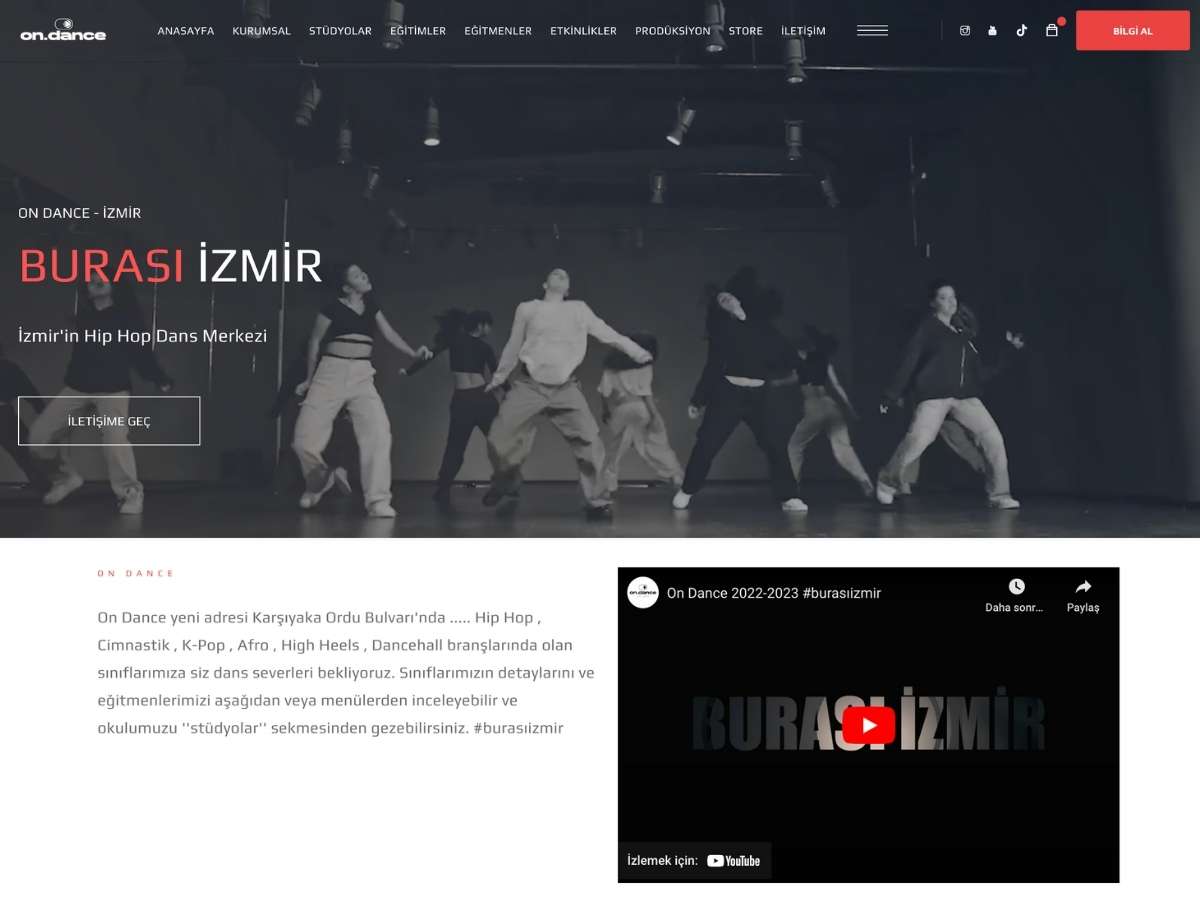 on.dance
ANASAYFA KURUMSAL STÜDYOLAR EĞİTİMLER EĞİTMENLER ETKİNLİKLER PRODÜKSİYON STORE İLETİŞİM
BİLGİ AL
ON DANCE - İZMİR
BURASI İZMİR
İzmir'in Hip Hop Dans Merkezi
İLETİŞİME GEÇ
ON DANCE
On Dance yeni adresi Karşıyaka Ordu Bulvarı'nda ..... Hip Hop ,
Cimnastik , K-Pop , Afro , High Heels , Dancehall branşlarında olan
sınıflarımıza siz dans severleri bekliyoruz. Sınıflarımızın detaylarını ve
eğitmenlerimizi aşağıdan veya menülerden inceleyebilir ve
okulumuzu ''stüdyolar'' sekmesinden gezebilirsiniz. #burasıizmir
on.dance
On Dance 2022-2023 #burasıizmir
Daha sonr...
Paylaş
BURASI İZMİR
İzlemek için: YouTube